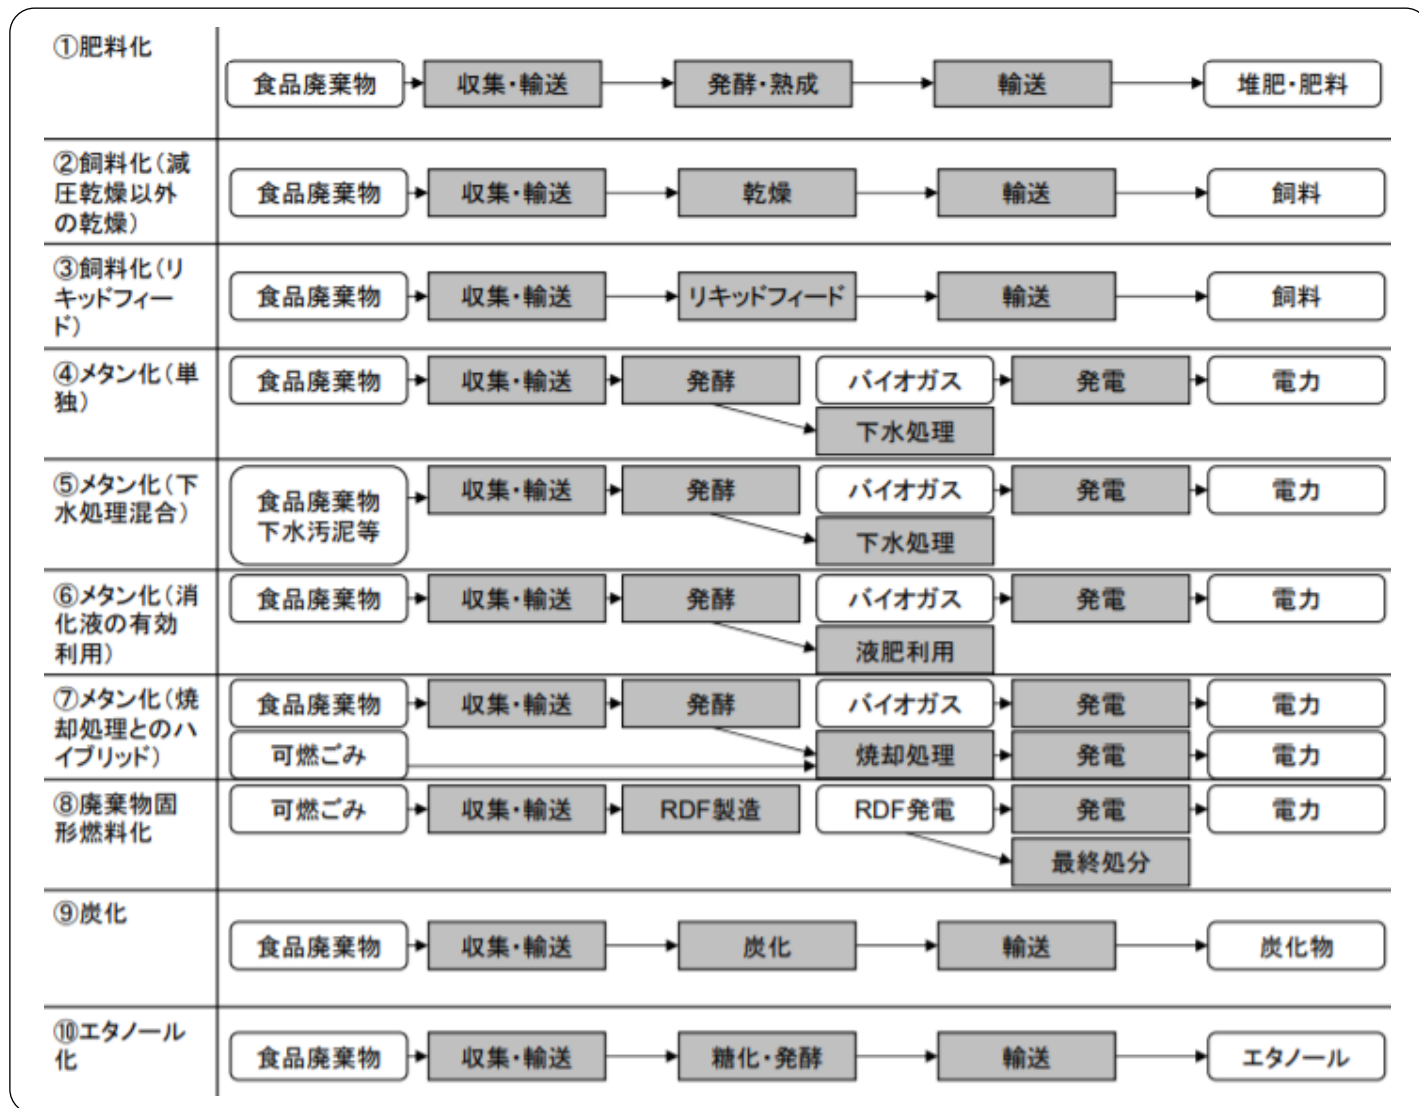 ①肥料化
食品廃棄物 収集・輸送 発酵・熟成 輸送 堆肥・肥料
②飼料化(減
圧乾燥以外
の乾燥)
食品廃棄物 収集・輸送 乾燥 輸送 飼料
③飼料化(リ
キッドフィー
ド)
食品廃棄物 収集・輸送 リキッドフィード 輸送 飼料
④メタン化(単
独)
食品廃棄物 収集・輸送 発酵 バイオガス 発電 電力
下水処理
⑤メタン化(下
水処理混合)
食品廃棄物
下水汚泥等
収集・輸送 発酵 バイオガス 発電 電力
下水処理
⑥メタン化(消
化液の有効
利用)
食品廃棄物 収集・輸送 発酵 バイオガス 発電 電力
液肥利用
⑦メタン化(焼
却処理とのハ
イブリッド)
食品廃棄物 収集・輸送 発酵 バイオガス 発電 電力
可燃ごみ 焼却処理 発電 電力
⑧廃棄物固
形燃料化
可燃ごみ 収集・輸送 RDF製造 RDF発電 発電 電力
最終処分
⑨炭化
食品廃棄物 収集・輸送 炭化 輸送 炭化物
⑩エタノール
化
食品廃棄物 収集・輸送 糖化・発酵 輸送 エタノール